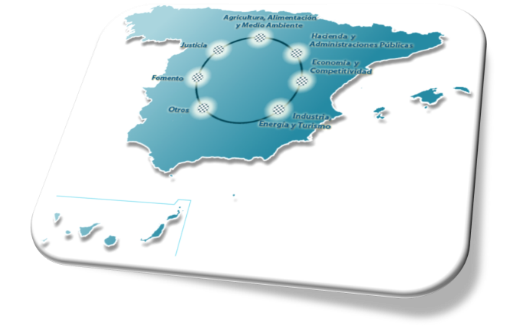 Agricultura, Alimentación
y Medio Ambiente
Justicia
Hacienda y
Administraciones Públicas
Economía y
Competitividad
Fomento
Otros
Industria,
Energía y Turismo